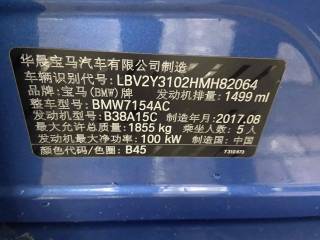 华晨宝马汽车有限公司制造
车辆识别代号: LBV2Y3102HMH82064
品牌: 宝马(BMW)牌 发动机排量: 1499 ml
整车型号: BMW7154AC
发动机型号: B38A15C 制造年月: 2017.08
最大允许总质量: 1855 kg 乘坐人数: 5 人
发动机最大净功率: 100 kW 制造国: 中国
颜色代码/色圈: B45